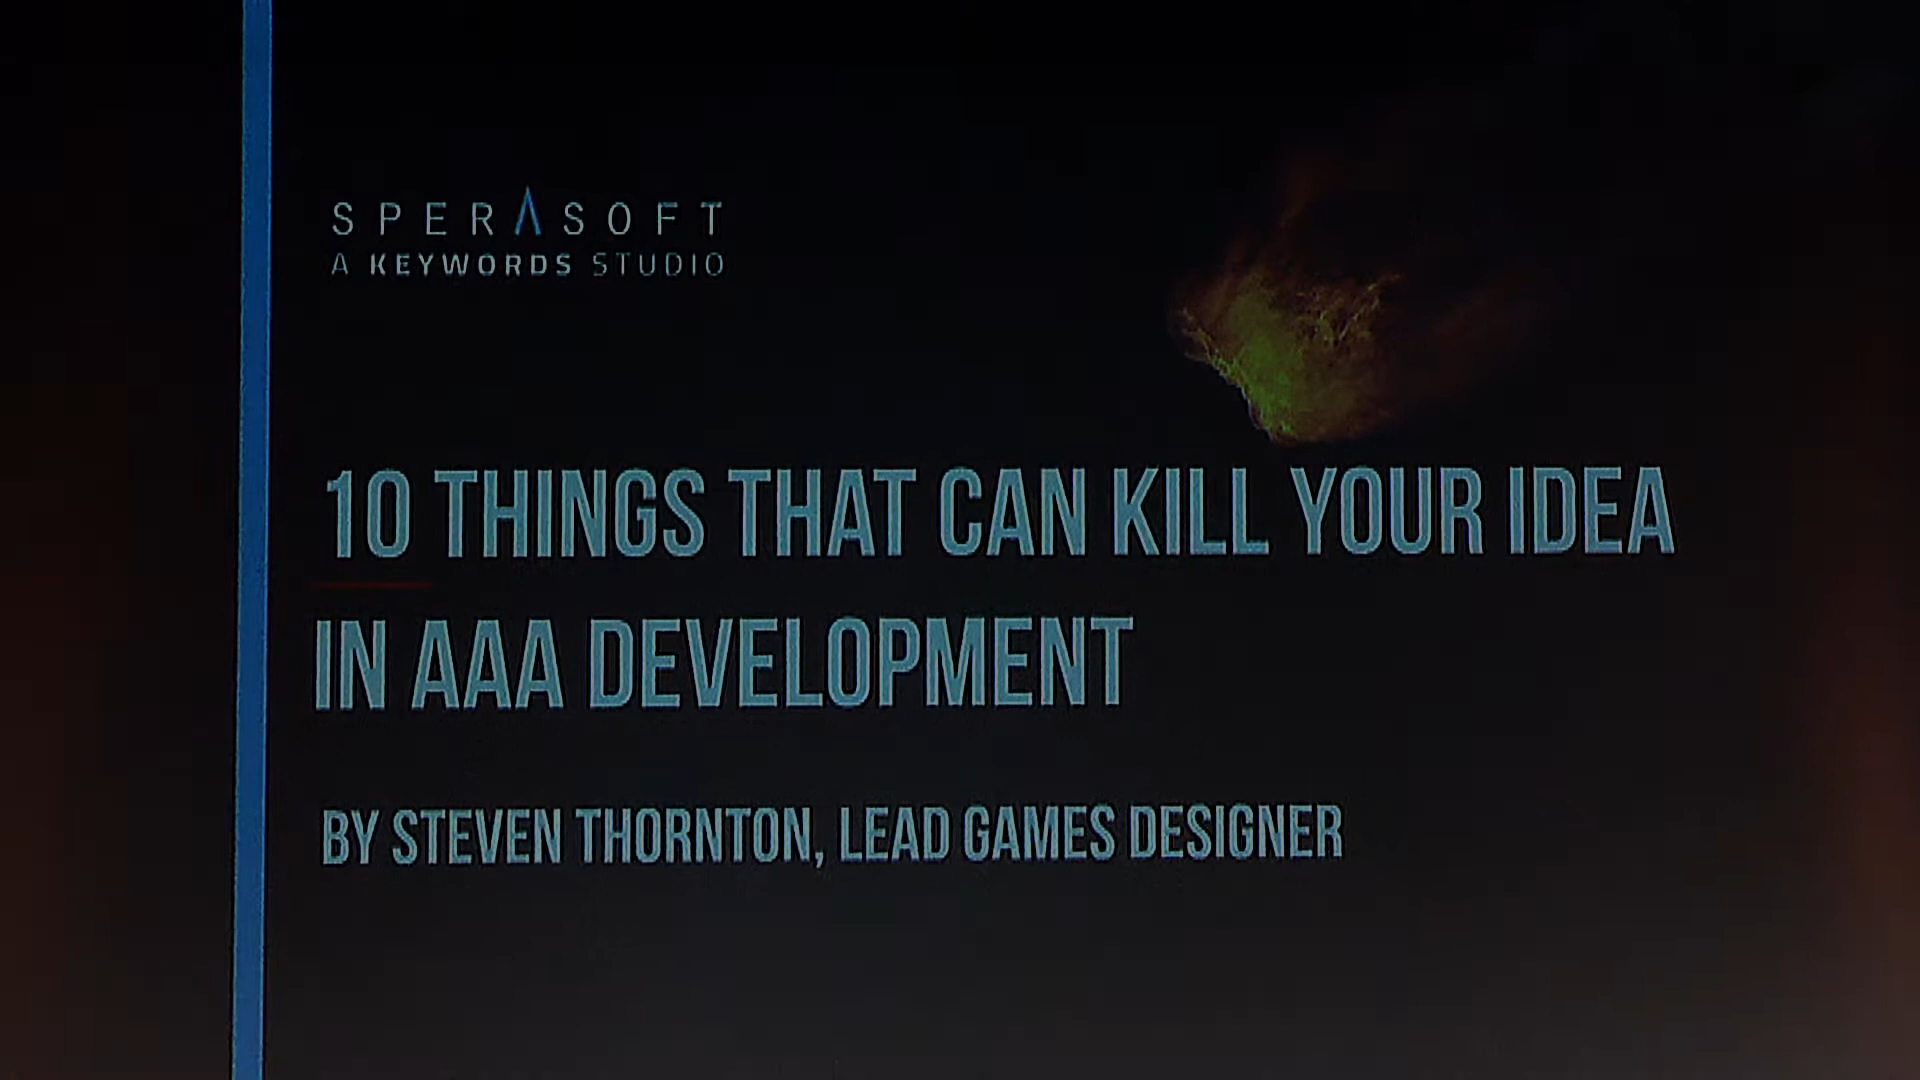 SPERASOFT
A KEYWORDS STUDIO
10 THINGS THAT CAN KILL YOUR IDEA
IN AAA DEVELOPMENT
BY STEVEN THORNTON, LEAD GAMES DESIGNER